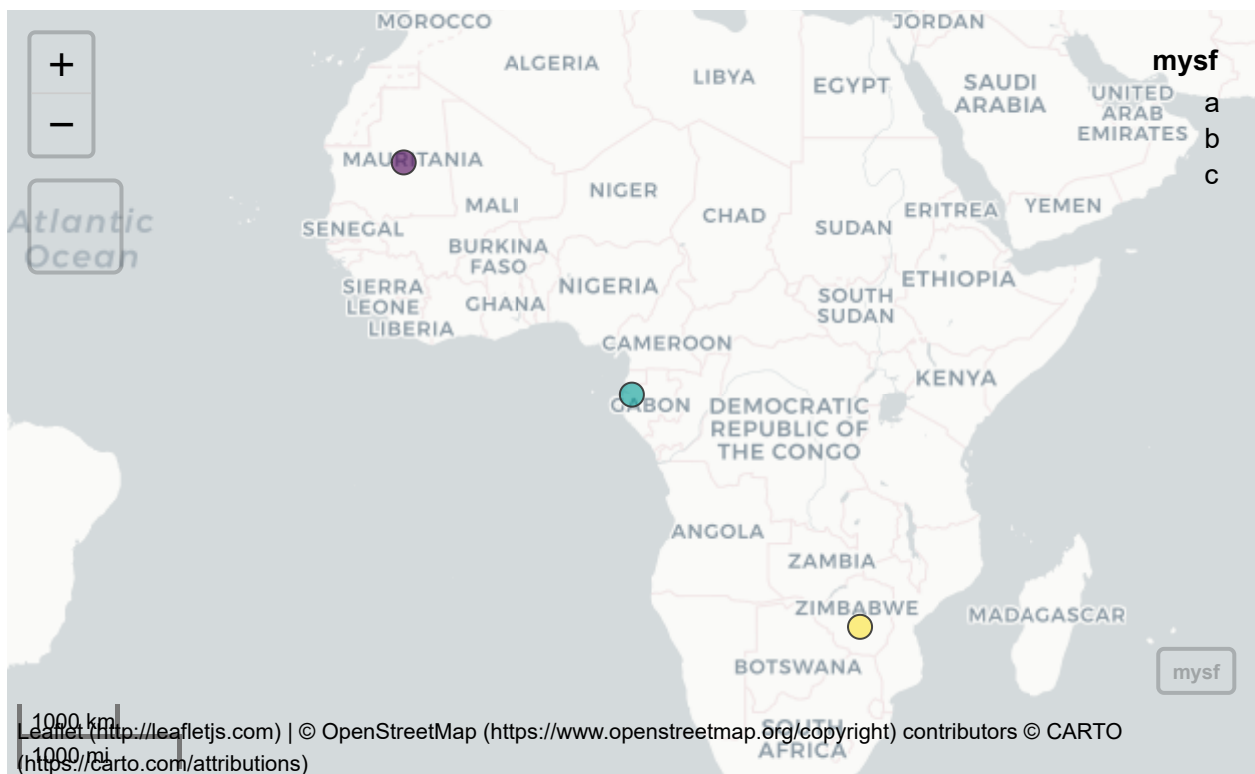 MOROCCO
JORDAN
+
−
ALGERIA
LIBYA
EGYPT
SAUDI
ARABIA
UNITED
ARAB
EMIRATES
mysf
a
b
c
MAURITANIA
MALI
NIGER
CHAD
SUDAN
ERITREA
YEMEN
Atlantic
Ocean
SENEGAL
BURKINA
FASO
SIERRA
LEONE
GHANA
NIGERIA
SOUTH
SUDAN
ETHIOPIA
LIBERIA
CAMEROON
KENYA
GABON
DEMOCRATIC
REPUBLIC OF
THE CONGO
ANGOLA
ZAMBIA
ZIMBABWE
MADAGASCAR
BOTSWANA
mysf
SOUTH
AFRICA
1000 km
1000 mi
Leaflet (http://leafletjs.com) | © OpenStreetMap (https://www.openstreetmap.org/copyright) contributors © CARTO
(https://carto.com/attributions)